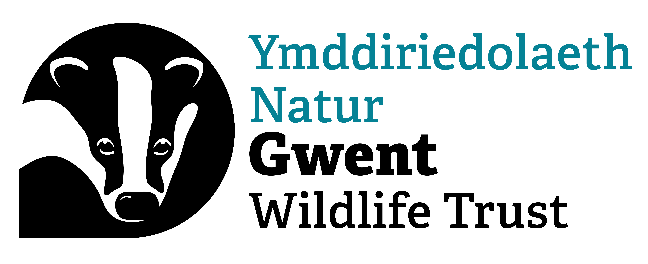 Ymddiriedolaeth
Natur
Gwent
Wildlife Trust